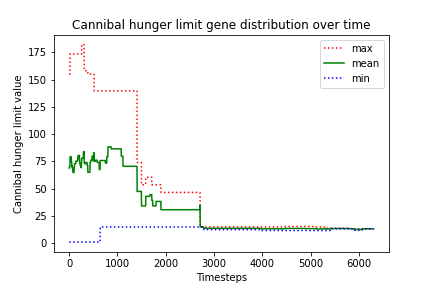 Cannibal hunger limit gene distribution over time
max
mean
min
175
150
125
100
75
50
25
0
Cannibal hunger limit value
0 1000 2000 3000 4000 5000 6000
Timesteps